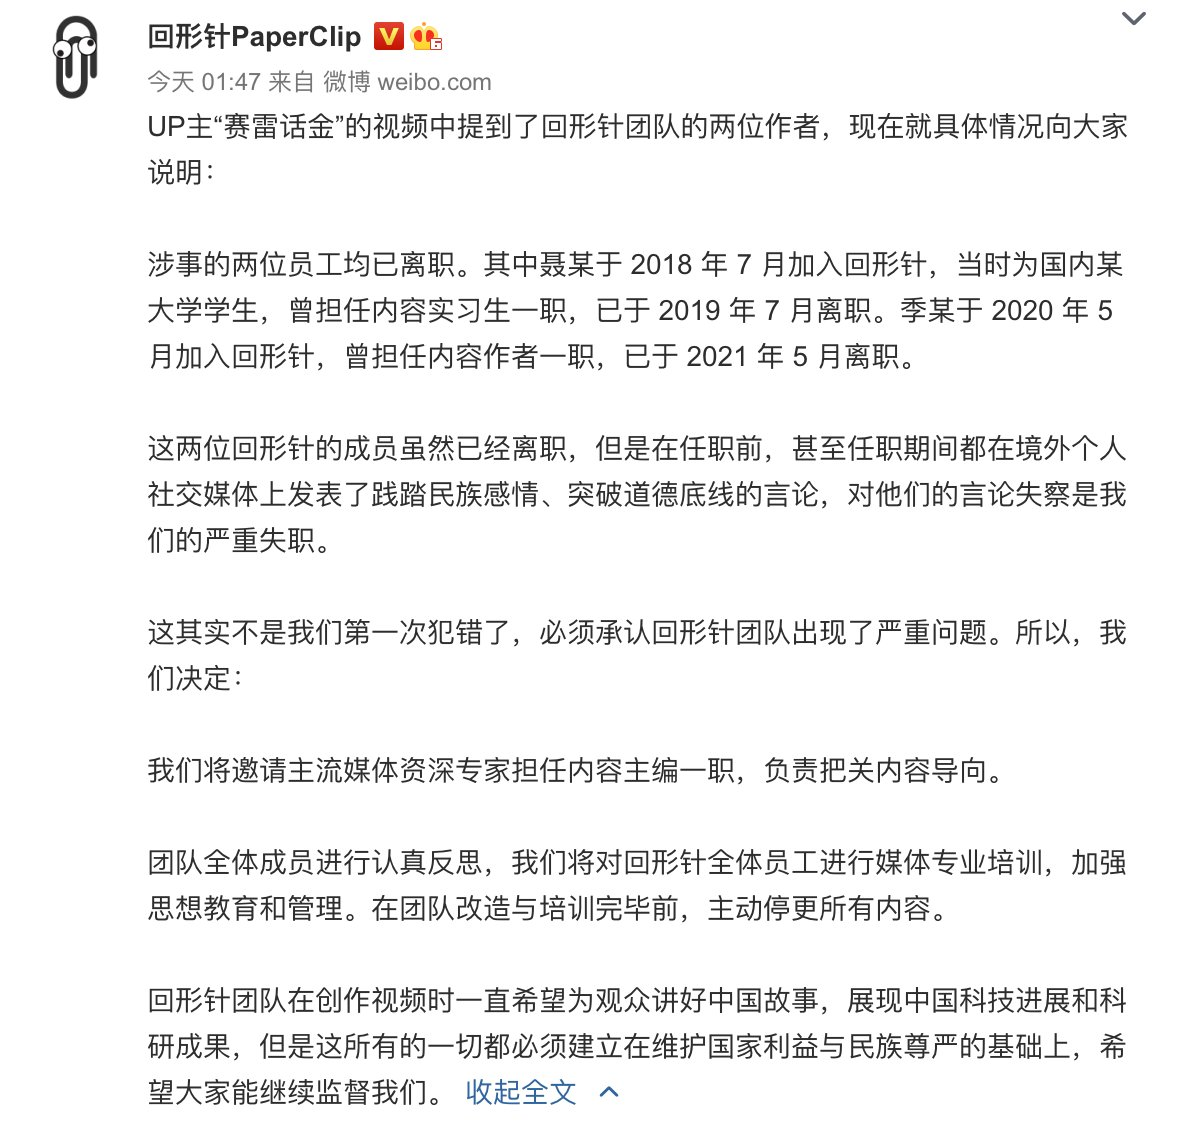 回形针PaperClip V 6
今天 01:47 来自 微博 weibo.com
UP主“赛雷话金”的视频中提到了回形针团队的两位作者，现在就具体情况向大家
说明：
涉事的两位员工均已离职。其中聂某于 2018 年 7 月加入回形针，当时为国内某
大学学生，曾担任内容实习生一职，已于 2019 年 7 月离职。季某于 2020 年 5
月加入回形针，曾担任内容作者一职，已于 2021 年 5 月离职。
这两位回形针的成员虽然已经离职，但是在任职前，甚至任职期间都在境外个人
社交媒体上发表了践踏民族感情、突破道德底线的言论，对他们的言论失察是我
们的严重失职。
这其实不是我们第一次犯错了，必须承认回形针团队出现了严重问题。所以，我
们决定：
我们将邀请主流媒体资深专家担任内容主编一职，负责把关内容导向。
团队全体成员进行认真反思，我们将对回形针全体员工进行媒体专业培训，加强
思想教育和管理。在团队改造与培训完毕前，主动停更所有内容。
回形针团队在创作视频时一直希望为观众讲好中国故事，展现中国科技进展和科
研成果，但是这所有的一切都必须建立在维护国家利益与民族尊严的基础上，希
望大家能继续监督我们。 收起全文